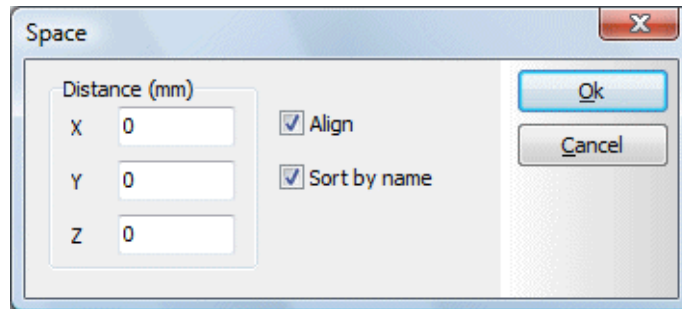 Space
Distance (mm)
X 0
Y 0
Z 0
Align
Sort by name
Ok
Cancel